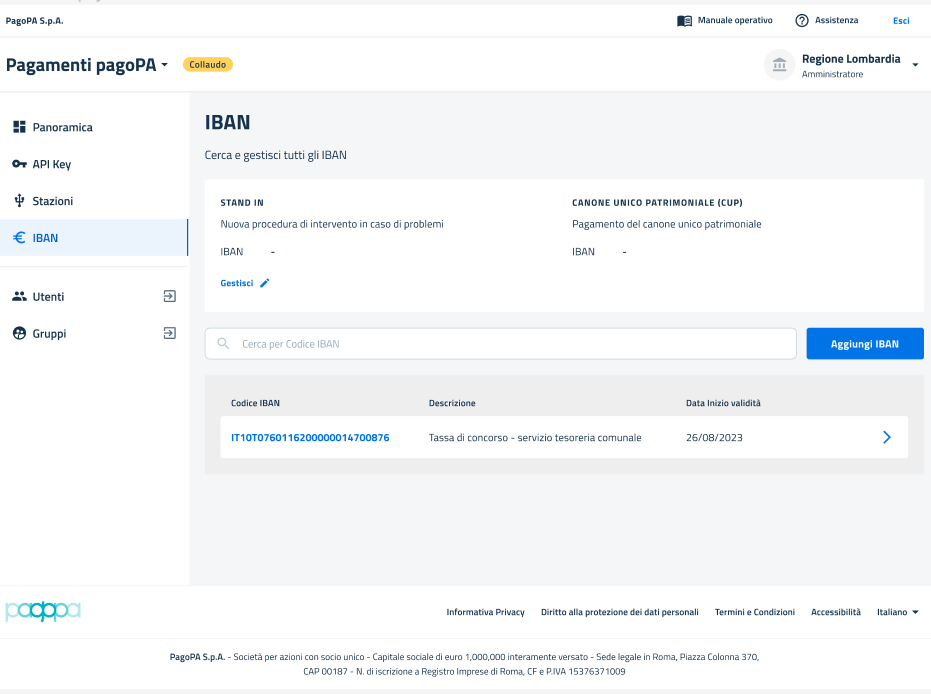 PagoPA S.p.A.
Manuale operativo
Assistenza
Esci
Pagamenti pagoPA
Collaudo
Regione Lombardia
Amministratore
Panoramica
API Key
Stazioni
IBAN
Utenti
Gruppi
IBAN
Cerca e gestisci tutti gli IBAN
STAND IN
Nuova procedura di intervento in caso di problemi
IBAN -
Gestisci
CANONE UNICO PATRIMONIALE (CUP)
Pagamento del canone unico patrimoniale
IBAN -
Cerca per Codice IBAN
Aggiungi IBAN
Codice IBAN Descrizione Data Inizio validità
IT10T0760116200000014700876 Tassa di concorso - servizio tesoreria comunale 26/08/2023
pagopa
Informativa Privacy Diritto alla protezione dei dati personali Termini e Condizioni Accessibilità Italiano
PagoPA S.p.A. - Società per azioni con socio unico - Capitale sociale di euro 1,000,000 interamente versato - Sede legale in Roma, Piazza Colonna 370,
CAP 00187 - N. di iscrizione a Registro Imprese di Roma, CF e P.IVA 15376371009